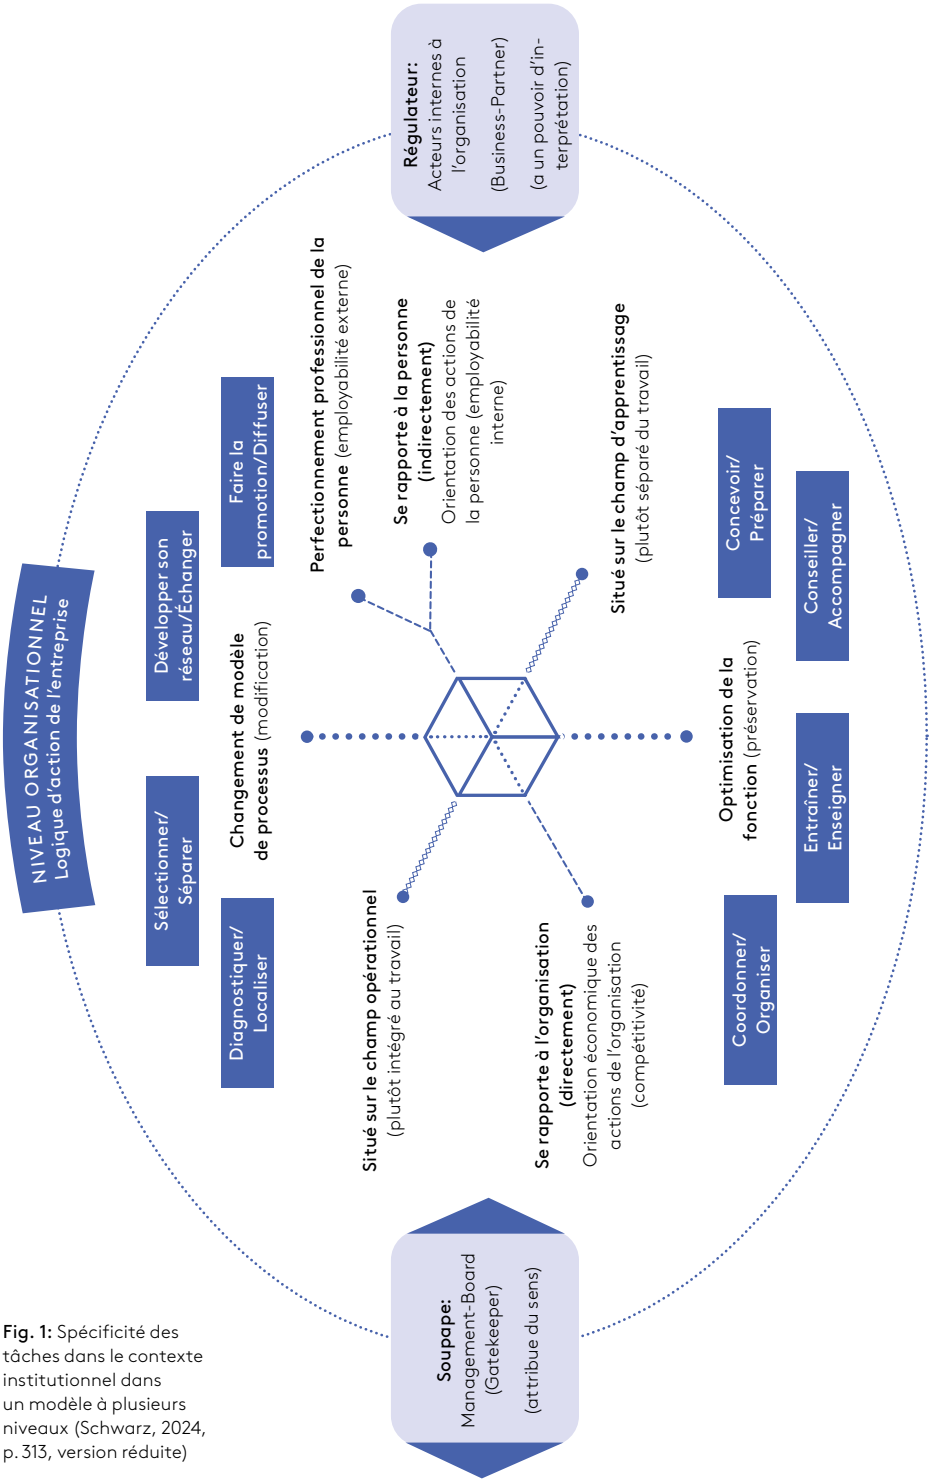 NIVEAU ORGANISATIONNEL
Logique d'action de l'entreprise
Diagnostiquer/
Localiser
Sélectionner/
Séparer
Développer son
réseau/Échanger
Faire la
promotion/Diffuser
Changement de modèle
de processus (modification)
Perfectionnement professionel de la
personne (employabilité externe)
Se rapporte à la personne
(indirectement)
Orientation des actions de
la personne (employabilité
interne)
Situé sur le champ opérationnel
(plutôt intégré au travail)
Situé sur le champ d'apprentissage
(plutôt séparé du travail)
Se rapporte à l'organisation
(directement)
Orientation économique des
actions de l'organisation
(compétitivité)
Optimisation de la
fonction (préservation)
Coordonner/
Organiser
Entraîner/
Enseigner
Conseiller/
Accompagner
Concevoir/
Préparer
Soupape:
Management-Board
(Gatekeeper)
(attribue du sens)
Régulateur:
Acteurs internes à
l'organisation
(Business-Partner)
(a un pouvoir d'in-
terprétation)
Fig. 1: Spécificité des
tâches dans le contexte
institutionnel dans
un modèle à plusieurs
niveaux (Schwarz, 2024,
p. 313, version réduite)